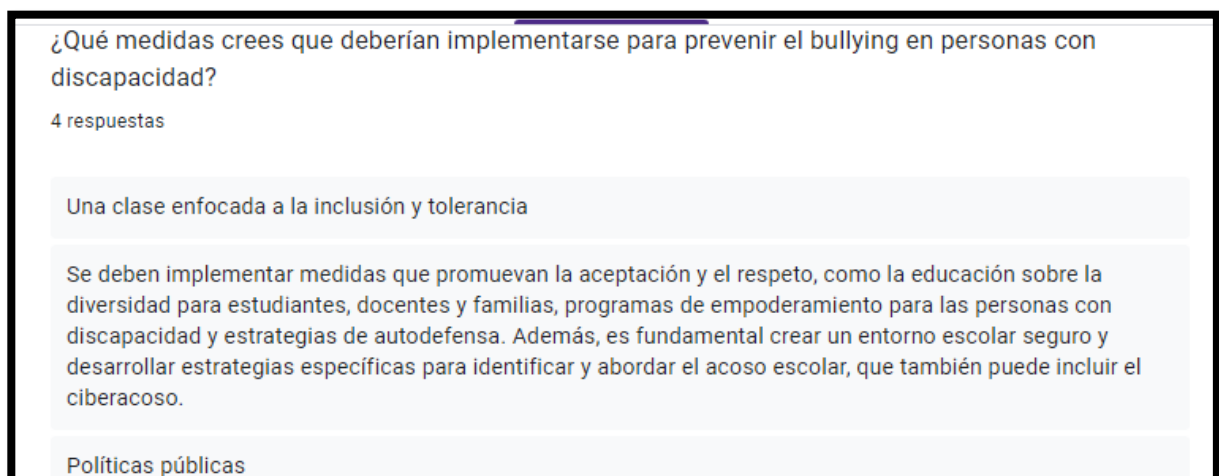 ¿Qué medidas crees que deberían implementarse para prevenir el bullying en personas con
discapacidad?
4 respuestas
Una clase enfocada a la inclusión y tolerancia
Se deben implementar medidas que promuevan la aceptación y el respeto, como la educación sobre la
diversidad para estudiantes, docentes y familias, programas de empoderamiento para las personas con
discapacidad y estrategias de autodefensa. Además, es fundamental crear un entorno escolar seguro y
desarrollar estrategias específicas para identificar y abordar el acoso escolar, que también puede incluir el
ciberacoso.
Políticas públicas